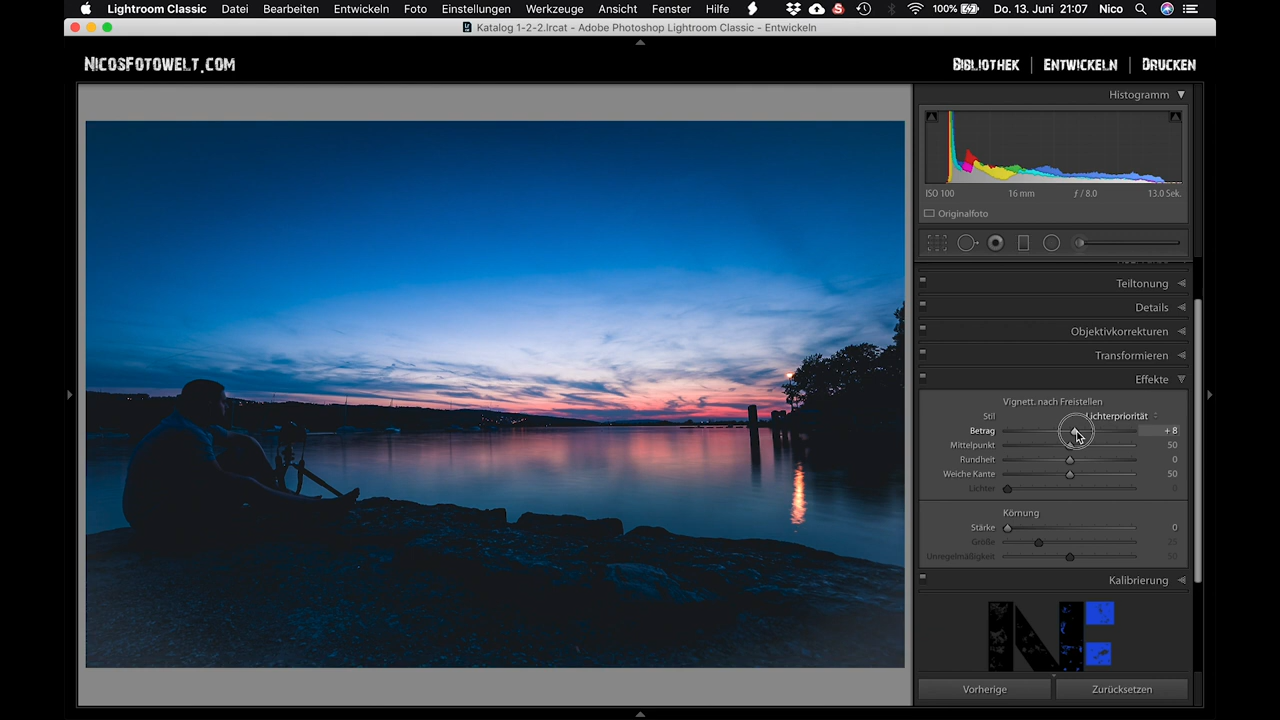 Lightroom Classic Datei Bearbeiten Entwickeln Foto Einstellungen Werkzeuge Ansicht Fenster Hilfe 100% Do. 13. Juni 21:07 Nico
Katalog 1-2-2.lrcat - Adobe Photoshop Lightroom Classic - Entwickeln
NICOSFOTOWELT.COM
BIBLIOTHEK | ENTWICKELN | DRUCKEN
Histogramm
ISO 100 16 mm ƒ / 8.0 13.0 Sek.
Originalfoto
Teiltonung
Details
Objektivkorrekturen
Transformieren
Effekte
Vignett. nach Freistellen
Stil Lichterpriorität
Betrag + 8
Mittelpunkt 50
Rundheit 0
Weiche Kante 50
Lichter 0
Körnung
Stärke 0
Größe 25
Unregelmäßigkeit 50
Kalibrierung
Vorherige Zurücksetzen